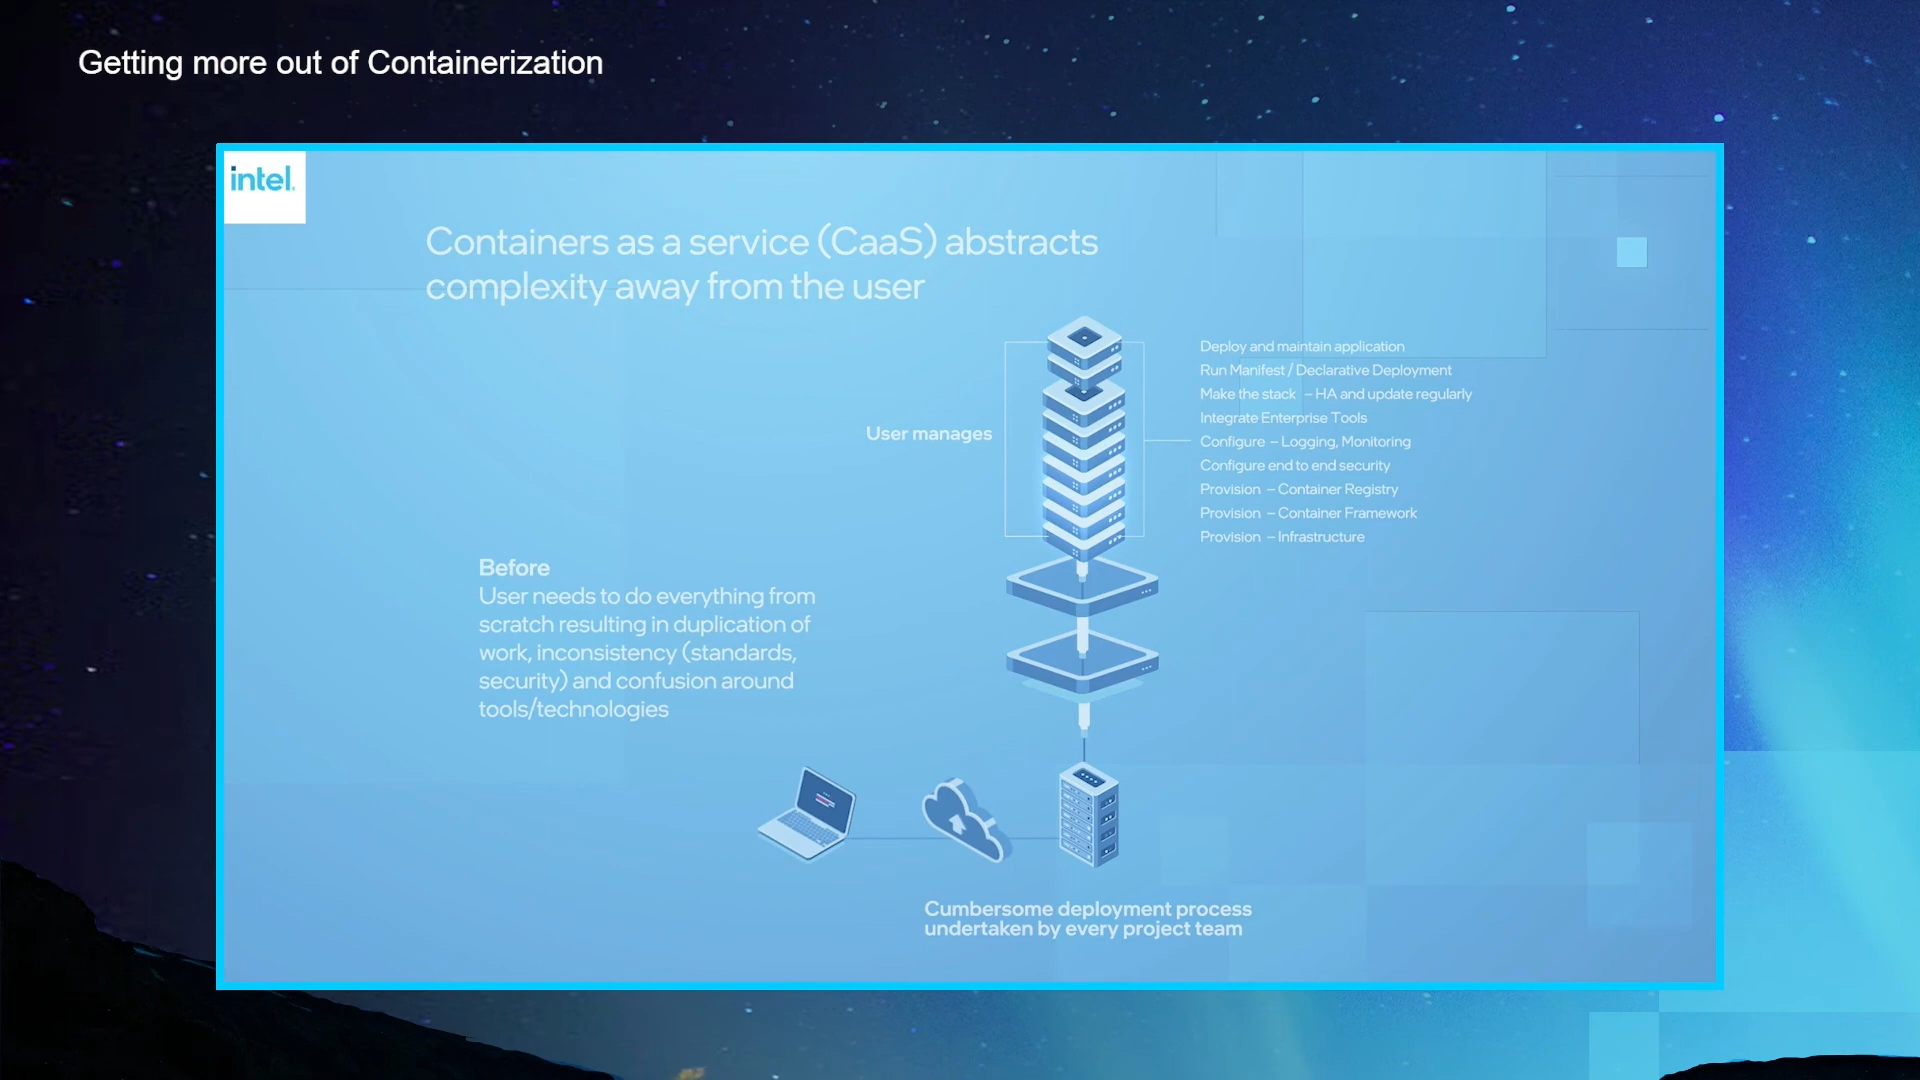 Getting more out of Containerization
intel.
Containers as a service (CaaS) abstracts
complexity away from the user
User manages
Deploy and maintain application
Run Manifest / Declarative Deployment
Make the stack – HA and update regularly
Integrate Enterprise Tools
Configure – Logging, Monitoring
Configure end to end security
Provision – Container Registry
Provision – Container Framework
Provision – Infrastructure
Before
User needs to do everything from
scratch resulting in duplication of
work, inconsistency (standards,
security) and confusion around
tools/technologies
Cumbersome deployment process
undertaken by every project team